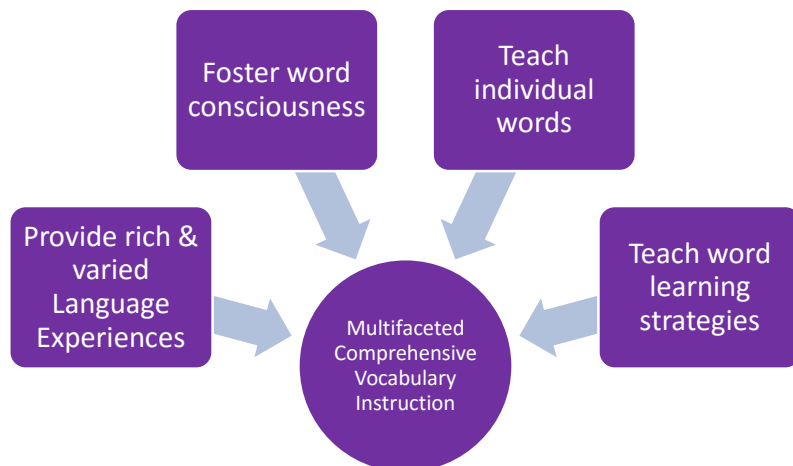 Foster word
consciousness
Teach
individual
words
Provide rich &
varied
Language
Experiences
Teach word
learning
strategies
Multifaceted
Comprehensive
Vocabulary
Instruction